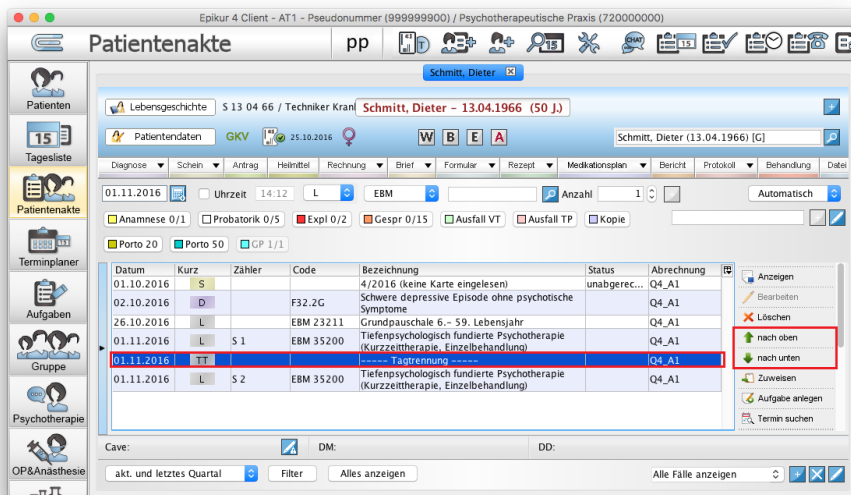 Epikur 4 Client - AT1 - Pseudonummer (999999900) / Psychotherapeutische Praxis (720000000)
Patientenakte pp 15 CHAT 15
Schmitt, Dieter
Patienten
Lebensgeschichte S 13 04 66 / Techniker Kran Schmitt, Dieter – 13.04.1966 (50 J.)
Patientendaten GKV 25.10.2016 W B E A Schmitt, Dieter (13.04.1966) [G]
15
Tagesliste
Diagnose Schein Antrag Heilmittel Rechnung Brief Formular Rezept Medikationsplan Bericht Protokoll Behandlung Datei
01.11.2016 Uhrzeit 14:12 L EBM Anzahl 1 Automatisch
Patientenakte
Anamnese 0/1 Probatorik 0/5 Expl 0/2 Gespr 0/15 Ausfall VT Ausfall TP Kopie
Porto 20 Porto 50 GP 1/1
Terminplaner
Datum Kurz Zähler Code Bezeichnung Status Abrechnung
01.10.2016 S 4/2016 (keine Karte eingelesen) unabgerec... Q4_A1
02.10.2016 D F32.2G Schwere depressive Episode ohne psychotische Symptome Q4_A1
26.10.2016 L EBM 23211 Grundpauschale 6.- 59. Lebensjahr Q4_A1
01.11.2016 L S 1 EBM 35200 Tiefenpsychologisch fundierte Psychotherapie (Kurzzeittherapie, Einzelbehandlung) Q4_A1
01.11.2016 TT ----- Tagtrennung ----- Q4_A1
01.11.2016 L S 2 EBM 35200 Tiefenpsychologisch fundierte Psychotherapie (Kurzzeittherapie, Einzelbehandlung) Q4_A1
Anzeigen
Bearbeiten
Löschen
nach oben
nach unten
Zuweisen
Aufgabe anlegen
Termin suchen
Aufgaben
Gruppe
Psychotherapie
OP&Anästhesie
Cave: DM: DD:
akt. und letztes Quartal Filter Alles anzeigen Alle Fälle anzeigen